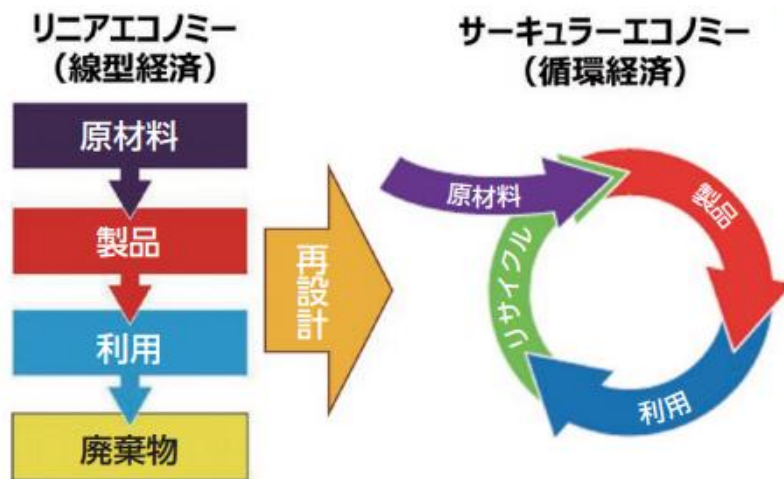 リニアエコノミー
（線型経済）
原材料
製品
利用
廃棄物
再設計
サーキュラーエコノミー
（循環経済）
原材料
製品
利用
リサイクル